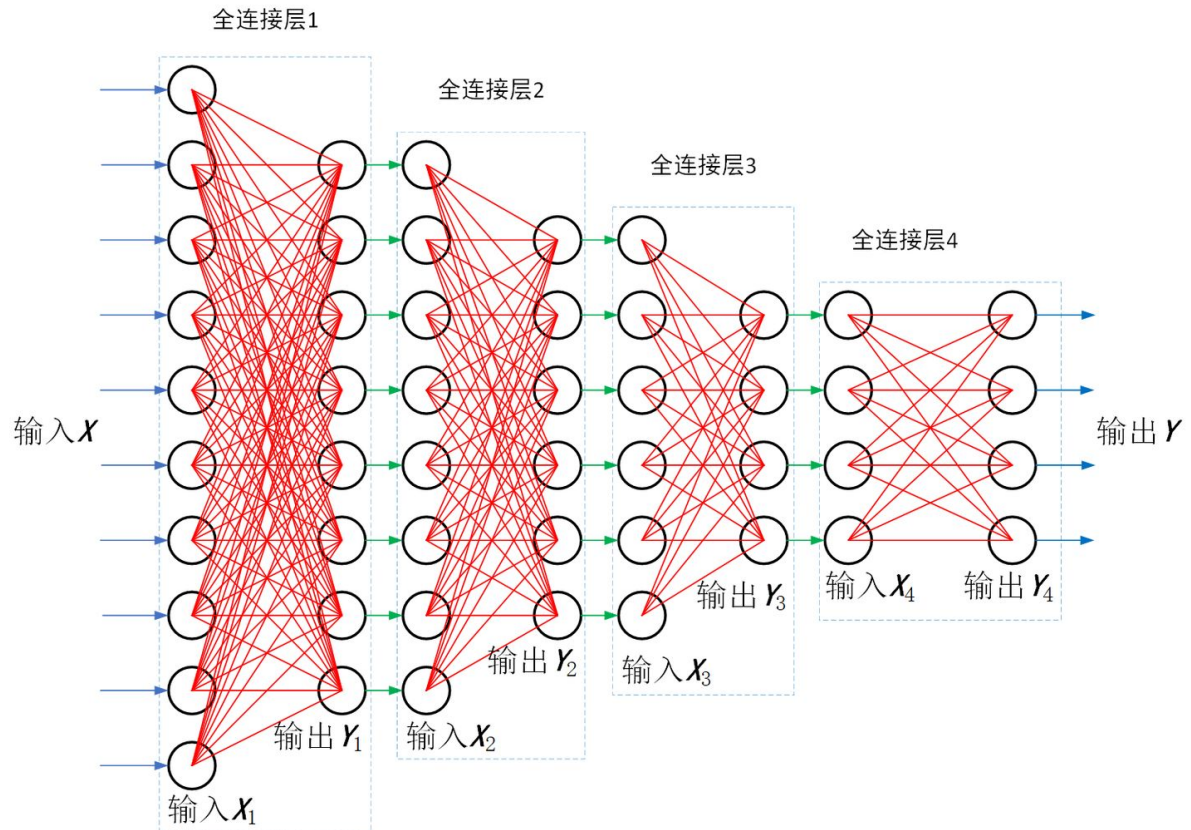 全连接层1
全连接层2
全连接层3
全连接层4
输入X
输出Y
输入X₁
输出Y₁
输入X₂
输出Y₂
输入X₃
输出Y₃
输入X₄
输出Y₄